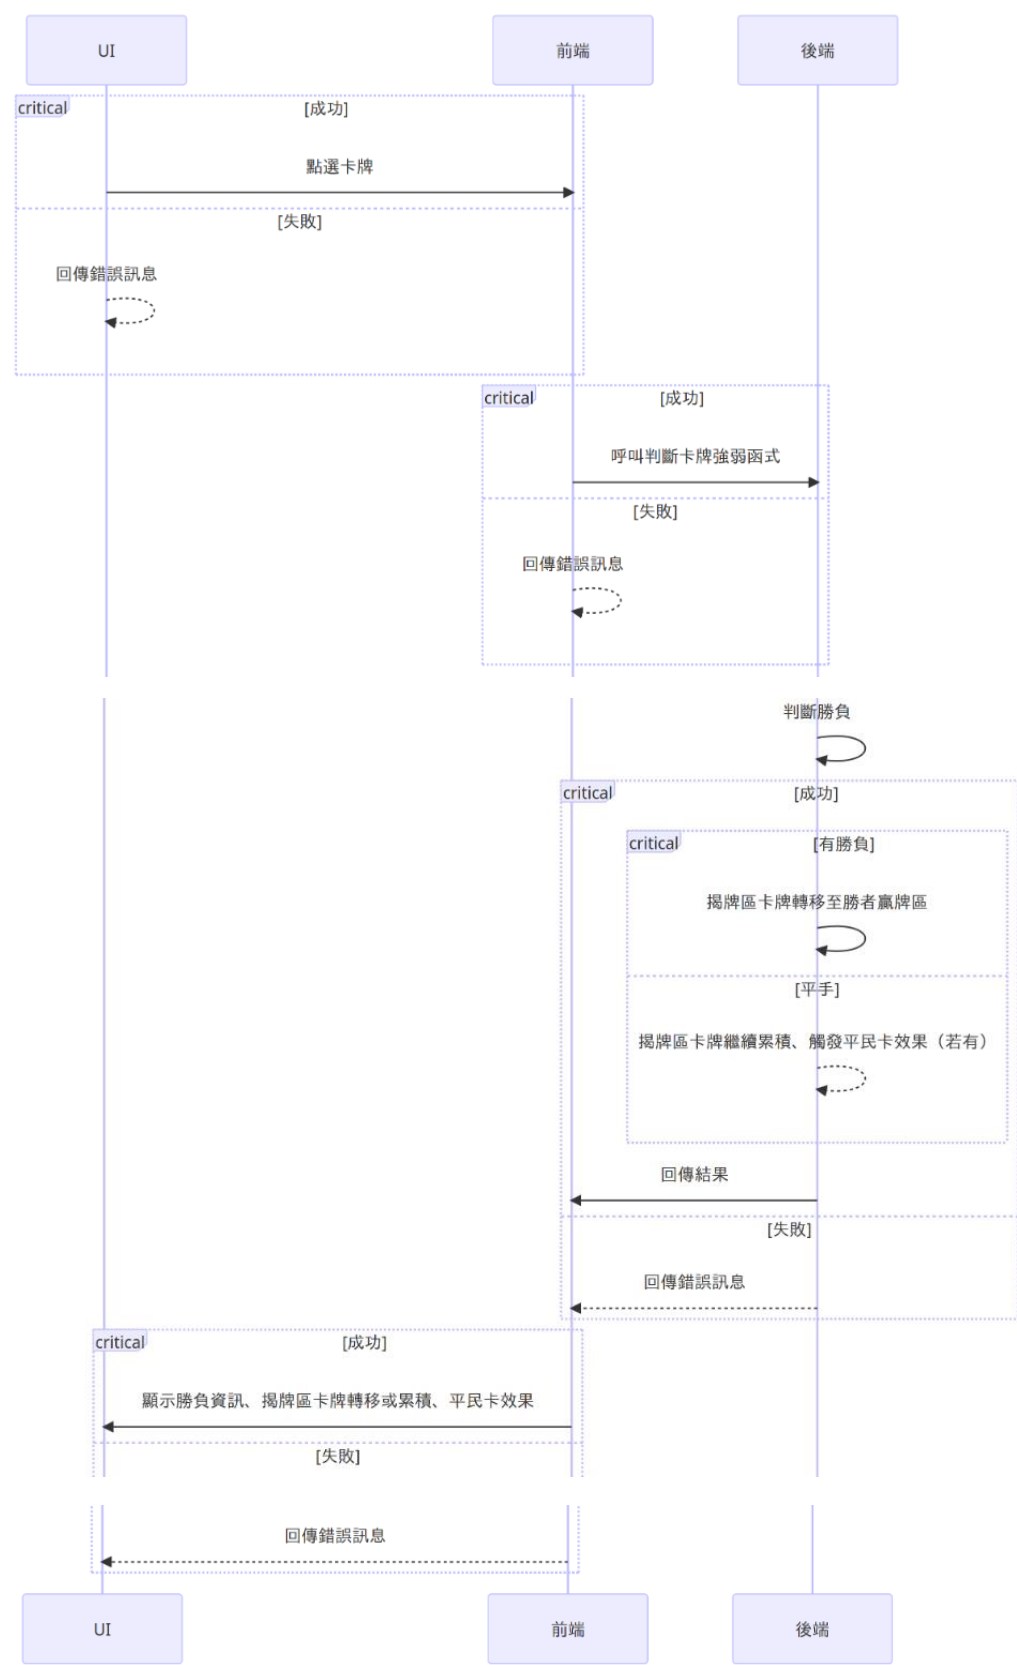 UI
前端
後端
critical
[成功]
點選卡牌
[失敗]
回傳錯誤訊息
critical
[成功]
呼叫判斷卡牌強弱函式
[失敗]
回傳錯誤訊息
判斷勝負
critical
[成功]
critical
[有勝負]
揭牌區卡牌轉移至勝者贏牌區
[平手]
揭牌區卡牌繼續累積、觸發平民卡效果（若有）
回傳結果
[失敗]
回傳錯誤訊息
critical
[成功]
顯示勝負資訊、揭牌區卡牌轉移或累積、平民卡效果
[失敗]
回傳錯誤訊息
UI
前端
後端